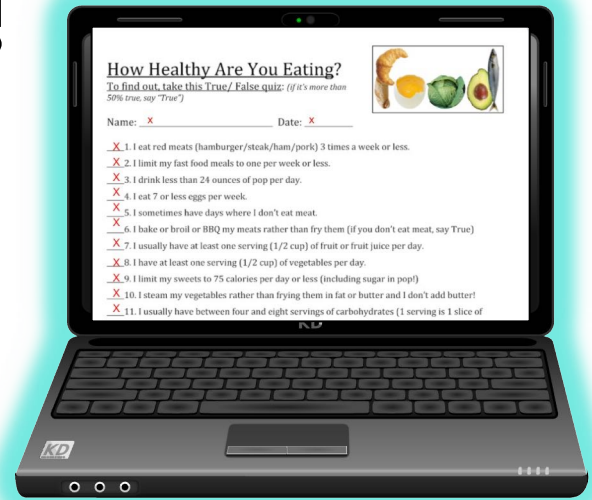 How Healthy Are You Eating?
Food
To find out, take this True/ False quiz: (if it's more than
50% true, say "True")
Name: X Date: X
X 1. I eat red meats (hamburger/steak/ham/pork) 3 times a week or less.
X 2. I limit my fast food meals to one per week or less.
X 3. I drink less than 24 ounces of pop per day.
X 4. I eat 7 or less eggs per week.
X 5. I sometimes have days where I don't eat meat.
X 6. I bake or broil or BBQ my meats rather than fry them (if you don't eat meat, say True)
X 7. I usually have at least one serving (1/2 cup) of fruit or fruit juice per day.
X 8. I have at least one serving (1/2 cup) of vegetables per day.
X 9. I limit my sweets to 75 calories per day or less (including sugar in pop!)
X 10. I steam my vegetables rather than frying them in fat or butter and I don't add butter!
X 11. I usually have between four and eight servings of carbohydrates (1 serving is 1 slice of
KD
KD